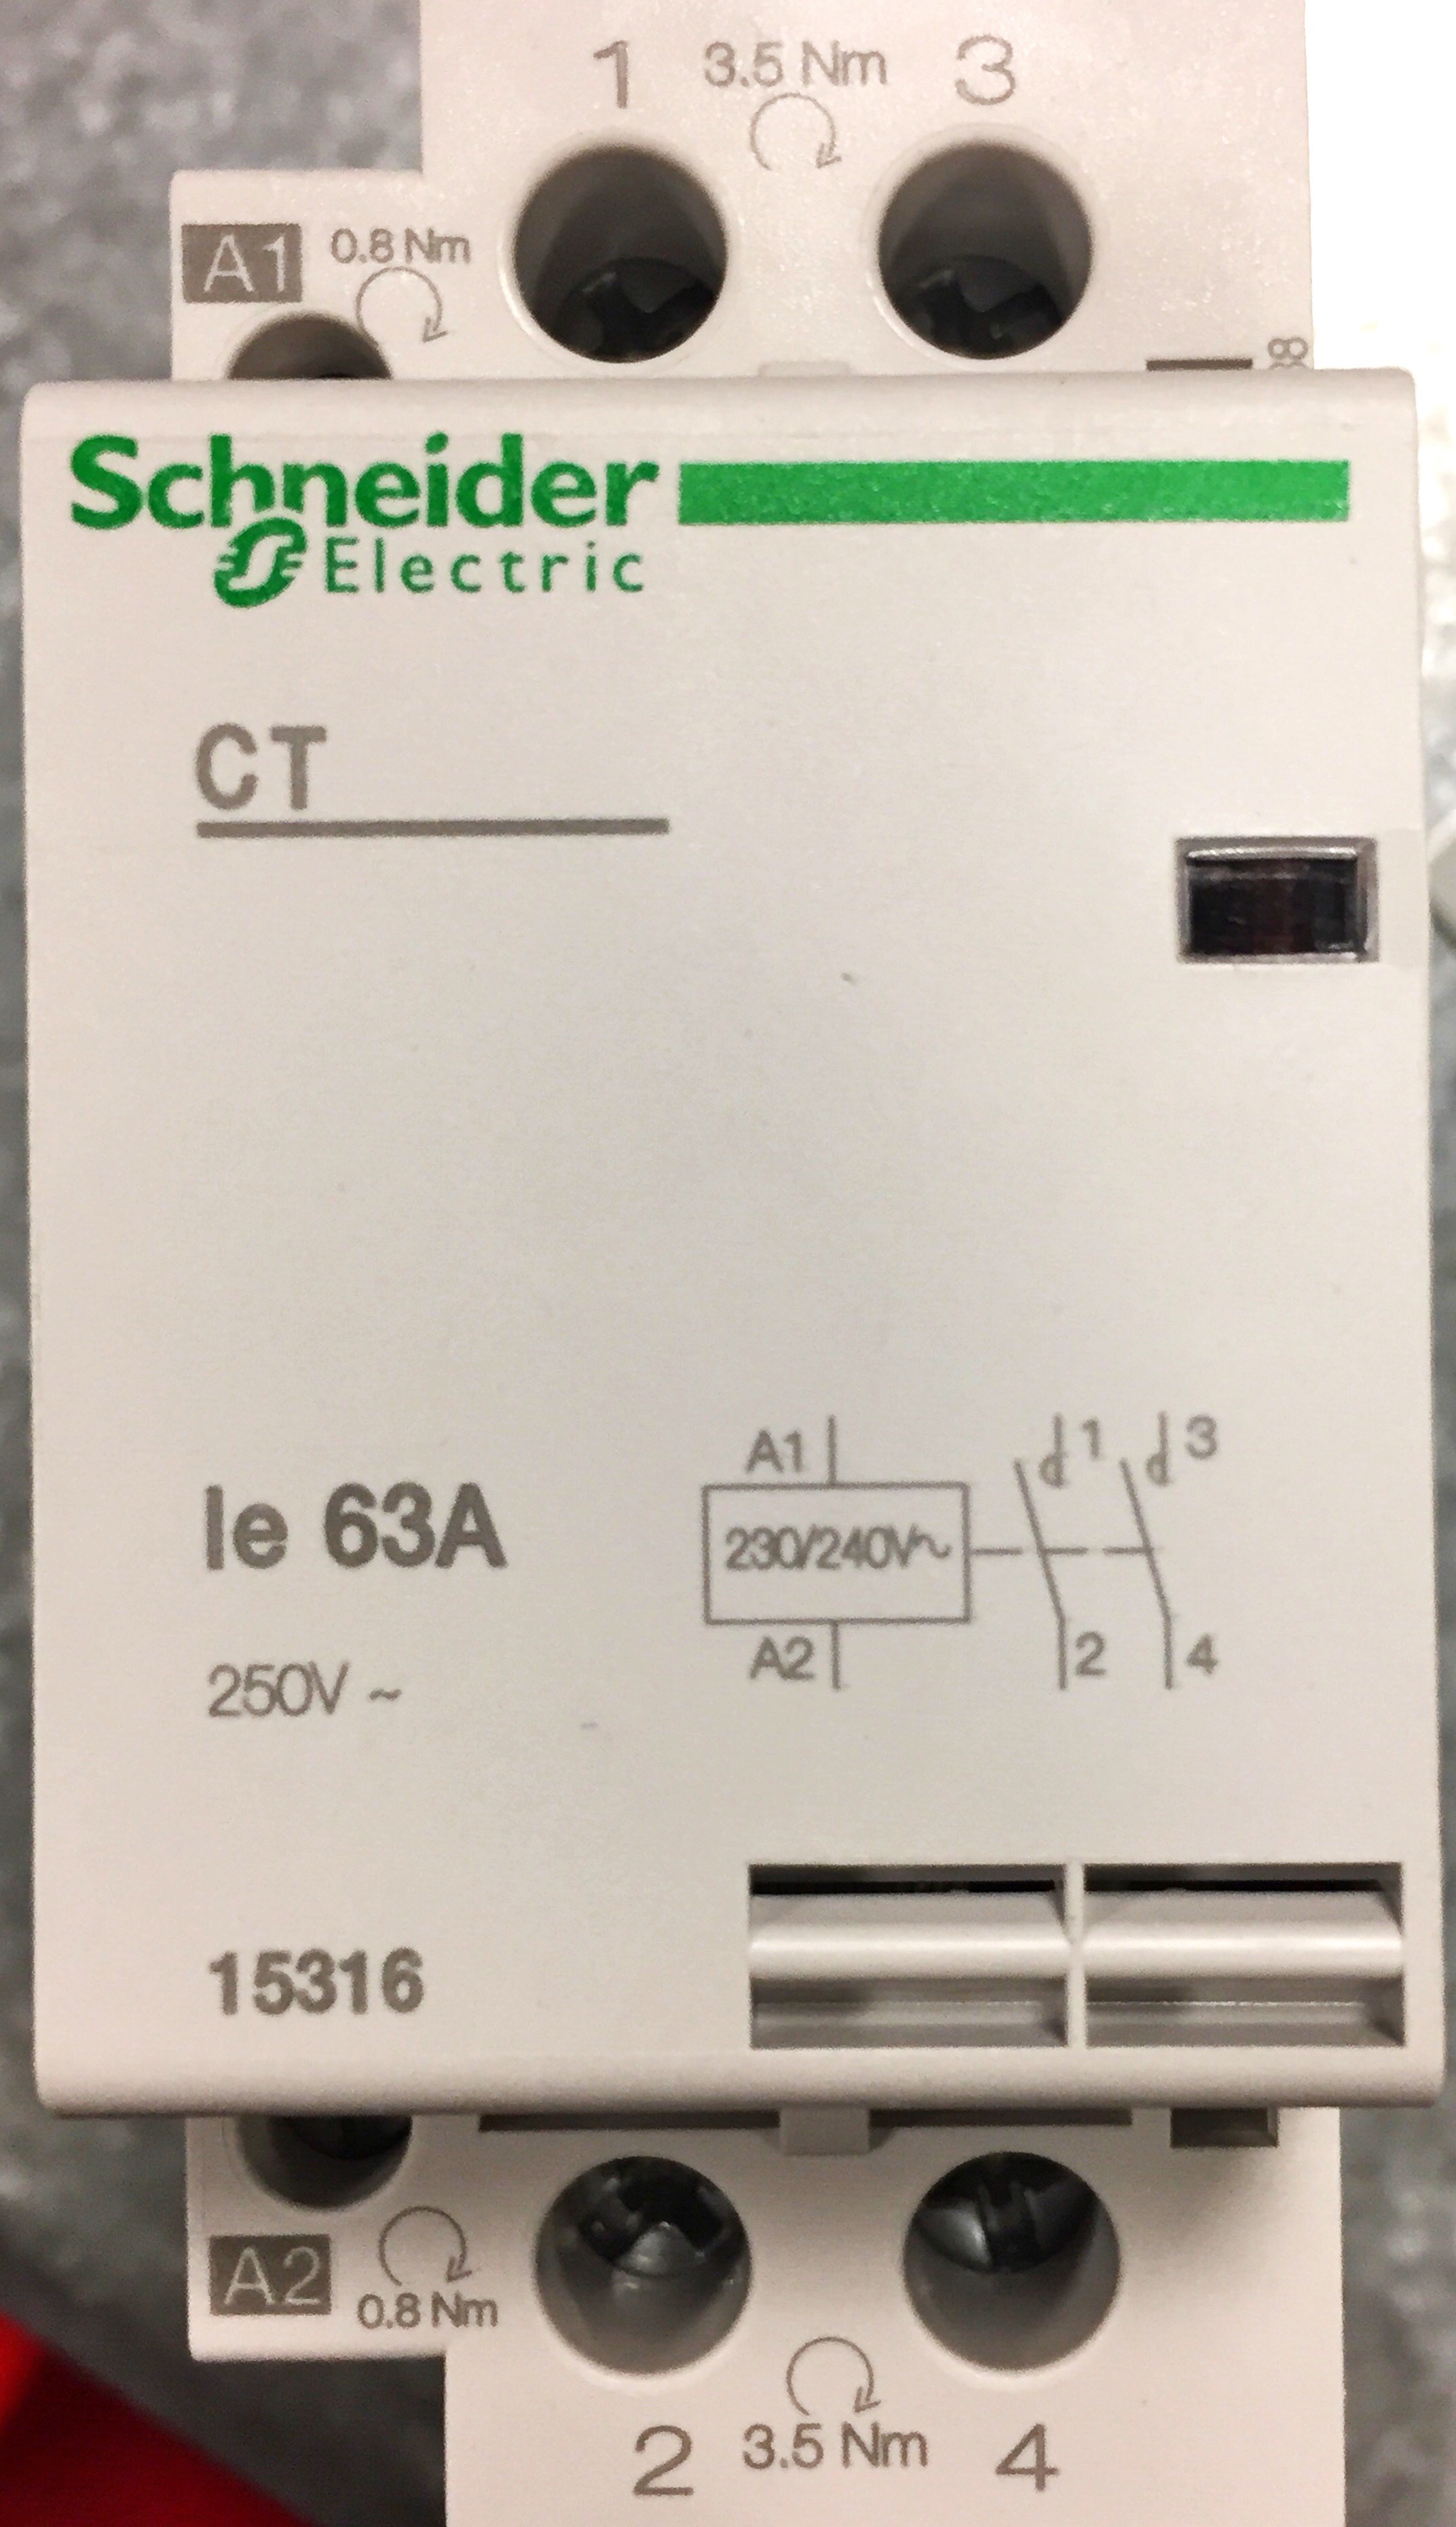 1 3.5 Nm 3
A1 0.8 Nm
Schneider
Electric
CT
A1 1 3
Ie 63A 230/240V~
A2 2 4
250V ~
15316
A2 0.8 Nm
2 3.5 Nm 4